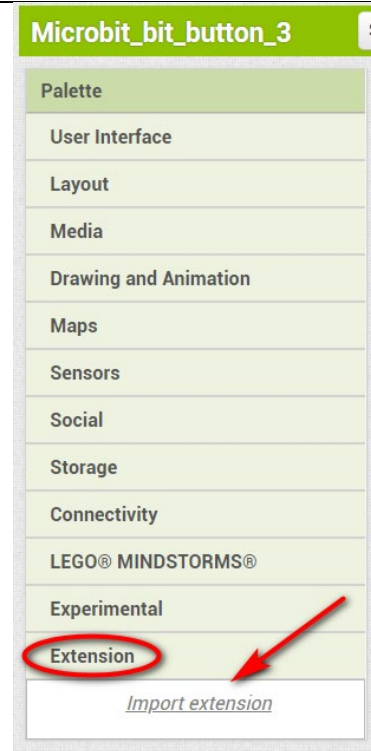 Microbit_bit_button_3
Palette
User Interface
Layout
Media
Drawing and Animation
Maps
Sensors
Social
Storage
Connectivity
LEGO® MINDSTORMS®
Experimental
Extension
Import extension